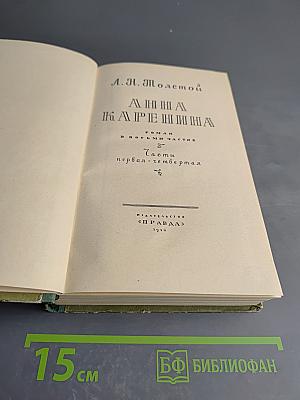 Л. Н. Толстой
АННА
КАРЕНИНА
РОМАН
В ВОСЬМИ ЧАСТЯХ
Части
первая-четвертая
ИЗДАТЕЛЬСТВО
«ПРАВДА»
15 см
БФ БИБЛИОФАН